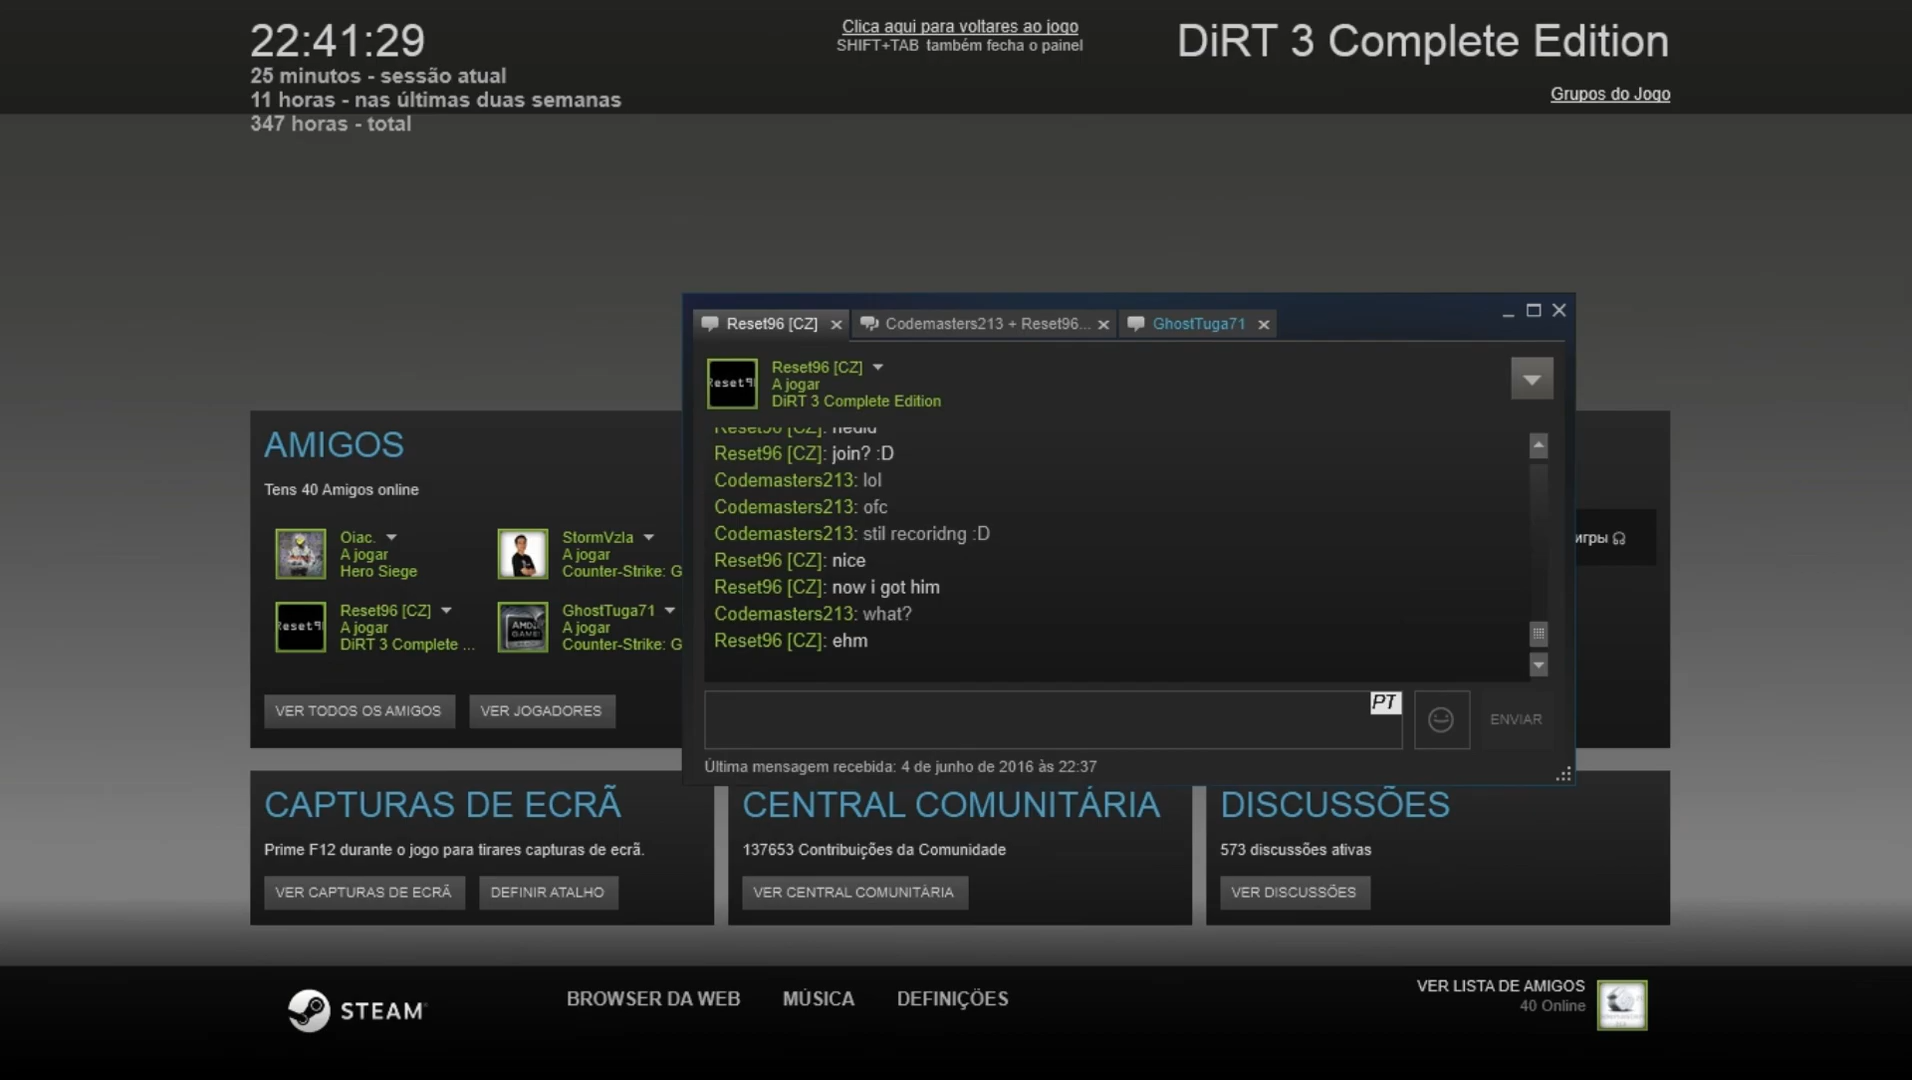 22:41:29
25 minutos - sessão atual
11 horas - nas últimas duas semanas
347 horas - total
Clica aqui para voltares ao jogo
SHIFT+TAB também fecha o painel
DiRT 3 Complete Edition
Grupos do Jogo
AMIGOS
Tens 40 Amigos online
Oiac.
A jogar
Hero Siege
StormVzla
A jogar
Counter-Strike: G
Reset96 [CZ]
A jogar
DiRT 3 Complete ...
GhostTuga71
A jogar
Counter-Strike: G
VER TODOS OS AMIGOS
VER JOGADORES
Reset96 [CZ]
Codemasters213 + Reset96...
GhostTuga71
Reset96 [CZ]
A jogar
DiRT 3 Complete Edition
Reset96 [CZ]:
Reset96 [CZ]: join? :D
Codemasters213: lol
Codemasters213: ofc
Codemasters213: stil recoridng :D
Reset96 [CZ]: nice
Reset96 [CZ]: now i got him
Codemasters213: what?
Reset96 [CZ]: ehm
PT
ENVIAR
Última mensagem recebida: 4 de junho de 2016 às 22:37
игры
CAPTURAS DE ECRÃ
Prime F12 durante o jogo para tirares capturas de ecrã.
VER CAPTURAS DE ECRÃ
DEFINIR ATALHO
CENTRAL COMUNITÁRIA
137653 Contribuições da Comunidade
VER CENTRAL COMUNITÁRIA
DISCUSSÕES
573 discussões ativas
VER DISCUSSÕES
STEAM
BROWSER DA WEB
MÚSICA
DEFINIÇÕES
VER LISTA DE AMIGOS
40 Online